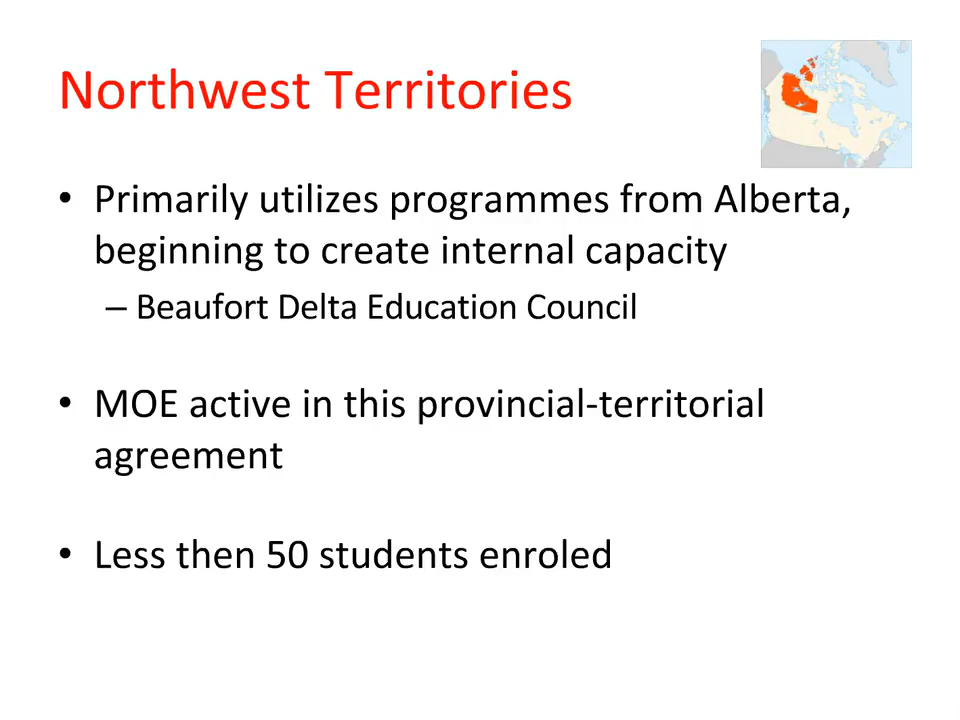 Northwest Territories
• Primarily utilizes programmes from Alberta,
beginning to create internal capacity
– Beaufort Delta Education Council
• MOE active in this provincial-territorial
agreement
• Less then 50 students enroled